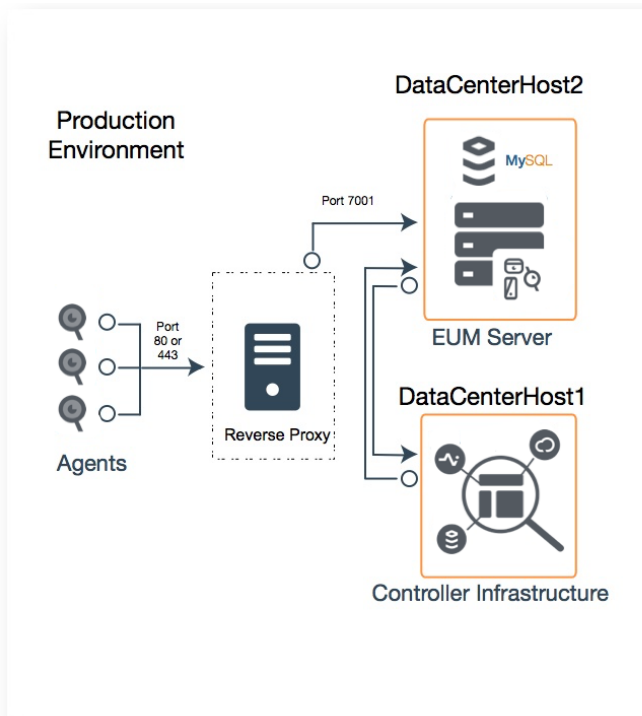 Production
Environment
DataCenterHost2
MySQL
Port 7001
EUM Server
Port
80 or
443
Reverse Proxy
Agents
DataCenterHost1
Controller Infrastructure